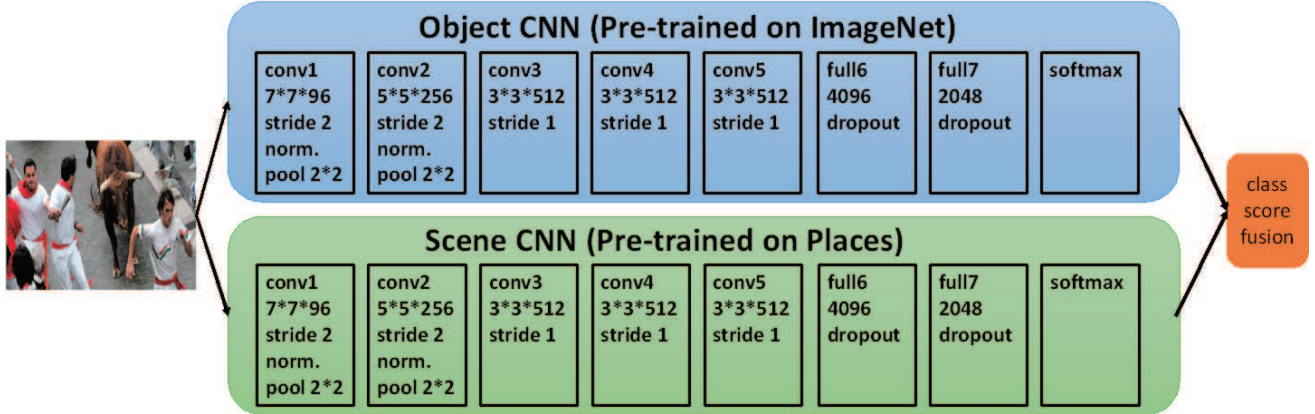 Object CNN (Pre-trained on ImageNet)
conv1
7*7*96
stride 2
norm.
pool 2*2
conv2
5*5*256
stride 2
norm.
pool 2*2
conv3
3*3*512
stride 1
conv4
3*3*512
stride 1
conv5
3*3*512
stride 1
full6
4096
dropout
full7
2048
dropout
softmax
Scene CNN (Pre-trained on Places)
conv1
7*7*96
stride 2
norm.
pool 2*2
conv2
5*5*256
stride 2
norm.
pool 2*2
conv3
3*3*512
stride 1
conv4
3*3*512
stride 1
conv5
3*3*512
stride 1
full6
4096
dropout
full7
2048
dropout
softmax
class
score
fusion